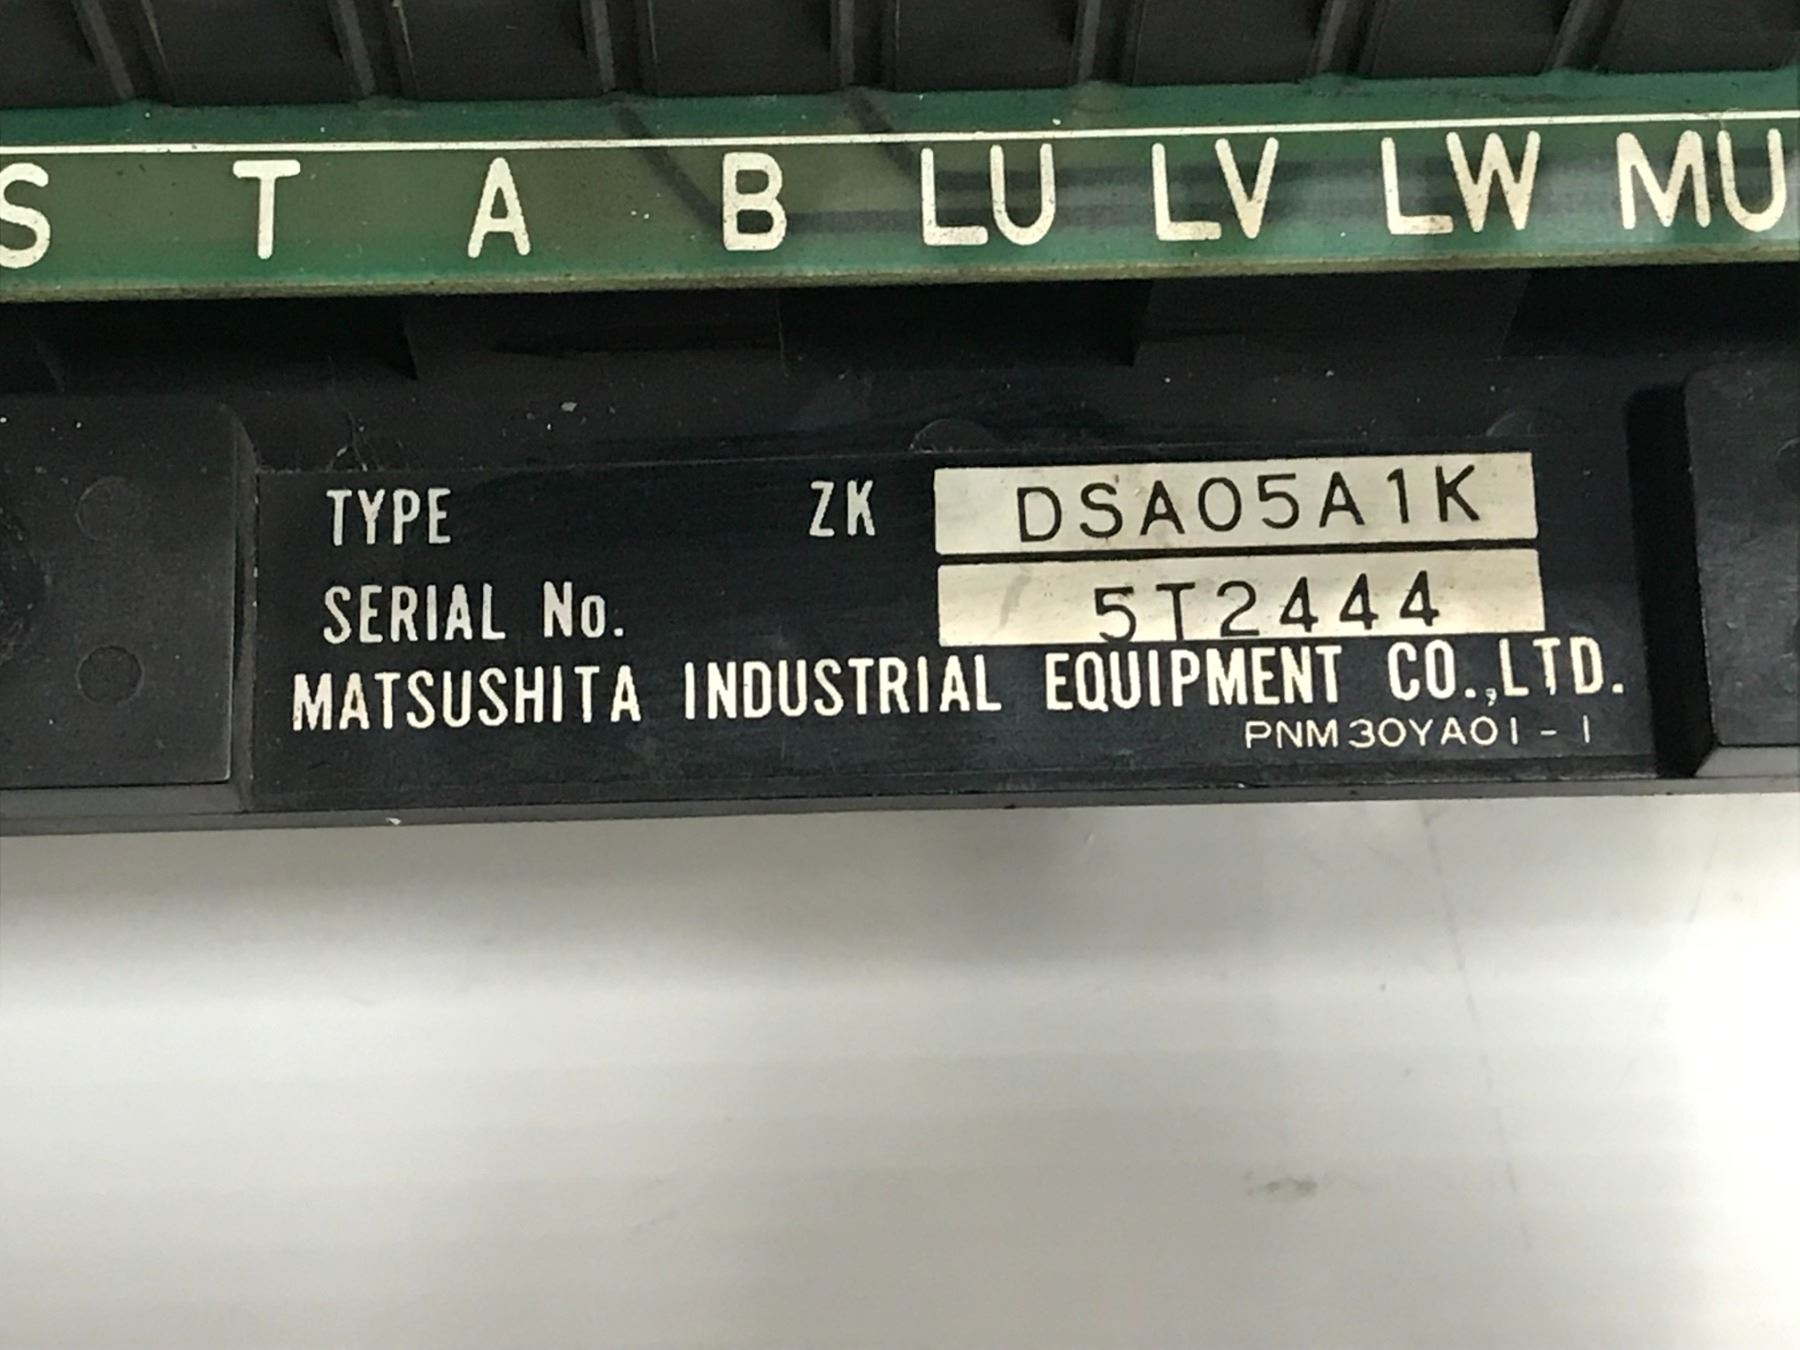 S T A B LU LV LW MU
TYPE ZK DSA05A1K
SERIAL No. 5T2444
MATSUSHITA INDUSTRIAL EQUIPMENT CO.,LTD.
PNM30YA01-1